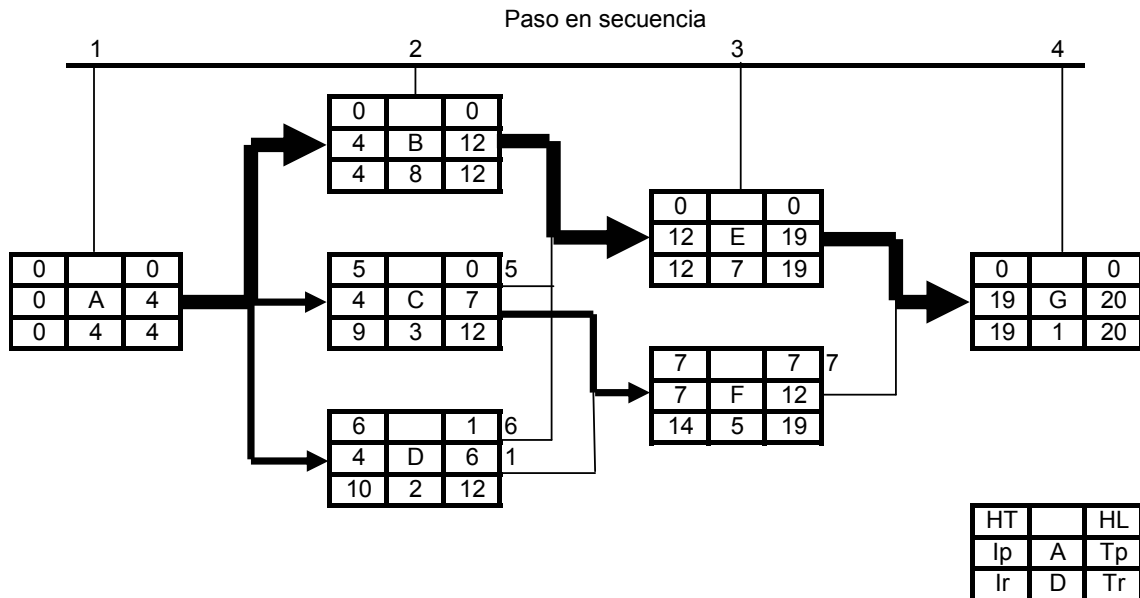 Paso en secuencia
1 2 3 4
0 0
4 B 12
4 8 12
0 0
12 E 19
12 7 19
0 0
0 A 4
0 4 4
5 0 5
4 C 7
9 3 12
0 0
19 G 20
19 1 20
7 7 7
7 F 12
14 5 19
6 1 6
4 D 6 1
10 2 12
HT HL
Ip A Tp
Ir D Tr